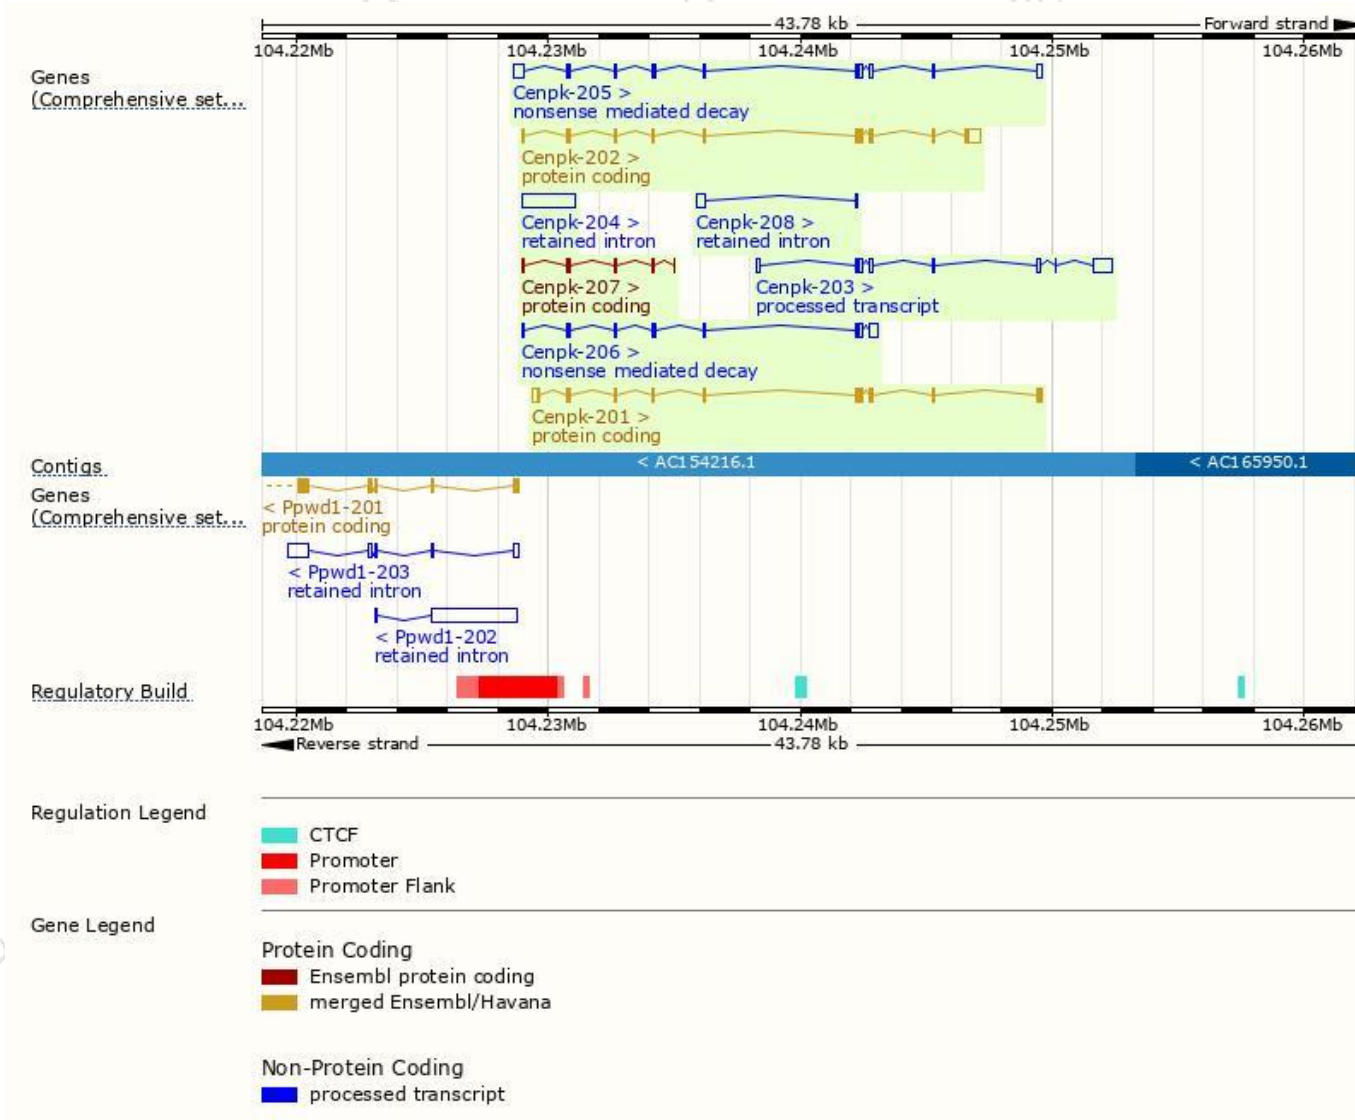 43.78 kb
Forward strand
104.22Mb 104.23Mb 104.24Mb 104.25Mb 104.26Mb
Genes
(Comprehensive set...
Cenpk-205 >
nonsense mediated decay
Cenpk-202 >
protein coding
Cenpk-204 > Cenpk-208 >
retained intron retained intron
Cenpk-207 > Cenpk-203 >
protein coding processed transcript
Cenpk-206 >
nonsense mediated decay
Cenpk-201 >
protein coding
Contigs
< AC154216.1 < AC165950.1
Genes
(Comprehensive set...
< Ppwd1-201
protein coding
< Ppwd1-203
retained intron
< Ppwd1-202
retained intron
Regulatory Build
104.22Mb 104.23Mb 104.24Mb 104.25Mb 104.26Mb
Reverse strand 43.78 kb
Regulation Legend
CTCF
Promoter
Promoter Flank
Gene Legend
Protein Coding
Ensembl protein coding
merged Ensembl/Havana
Non-Protein Coding
processed transcript